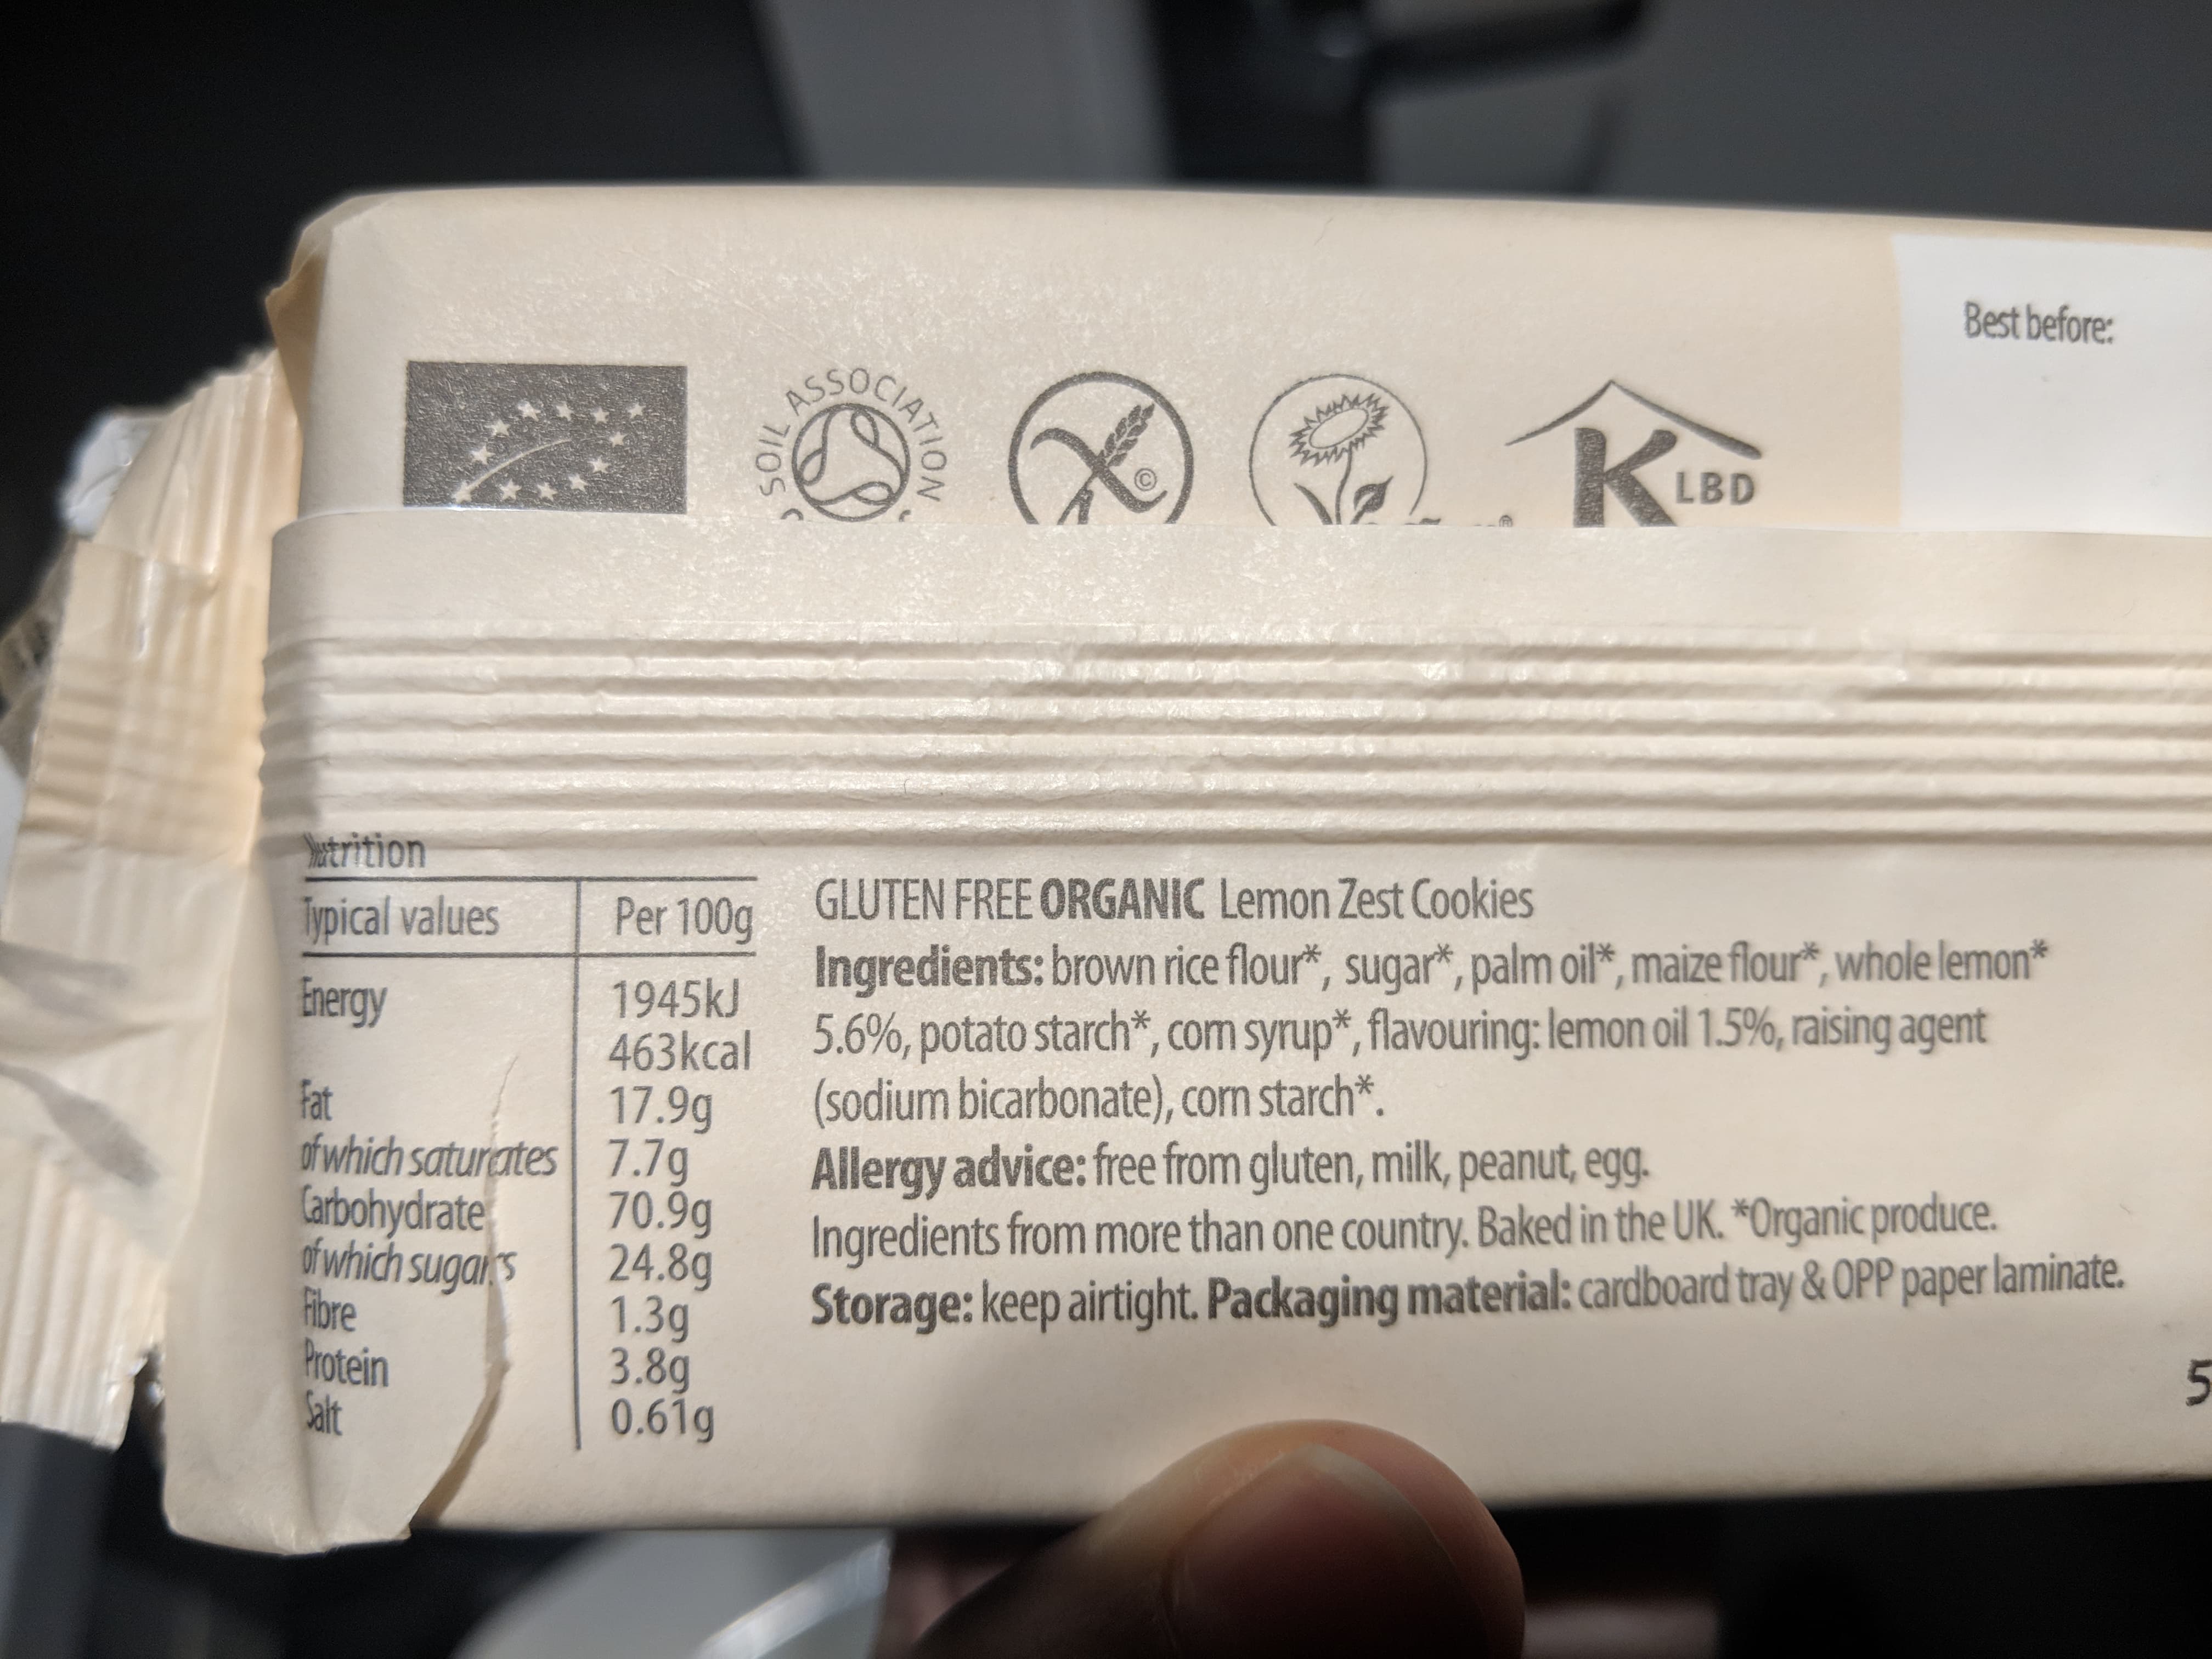 Best before:
SOIL ASSOCIATION
©
®
K LBD
Nutrition
Typical values Per 100g
Energy 1945kJ
463kcal
Fat 17.9g
of which saturates 7.7g
Carbohydrate 70.9g
of which sugars 24.8g
Fibre 1.3g
Protein 3.8g
Salt 0.61g
GLUTEN FREE ORGANIC Lemon Zest Cookies
Ingredients: brown rice flour*, sugar*, palm oil*, maize flour*, whole lemon*
5.6%, potato starch*, corn syrup*, flavouring: lemon oil 1.5%, raising agent
(sodium bicarbonate), corn starch*.
Allergy advice: free from gluten, milk, peanut, egg.
Ingredients from more than one country. Baked in the UK. *Organic produce.
Storage: keep airtight. Packaging material: cardboard tray & OPP paper laminate.
5